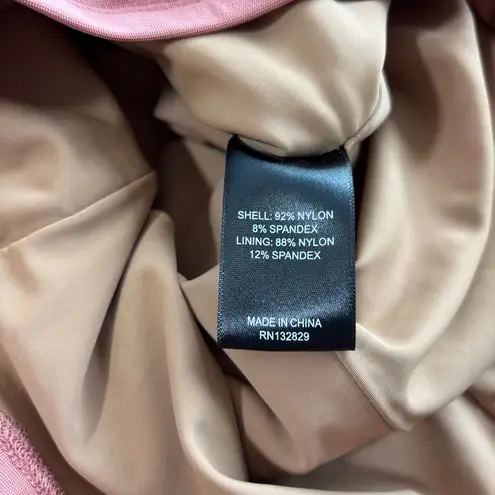 SHELL: 92% NYLON
8% SPANDEX
LINING: 88% NYLON
12% SPANDEX
MADE IN CHINA
RN132829